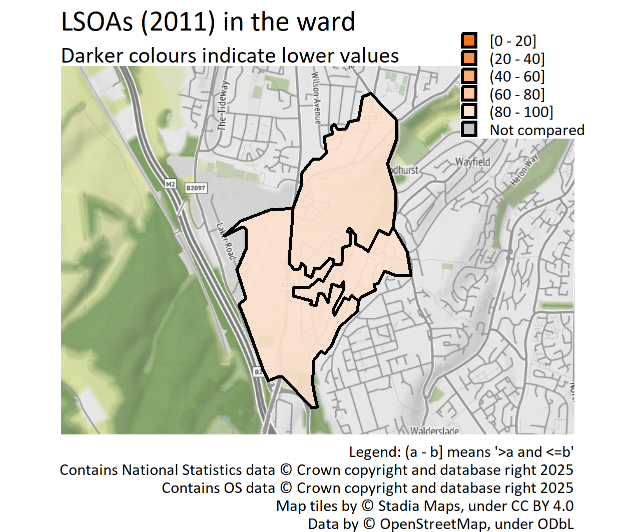 LSOAs (2011) in the ward
Darker colours indicate lower values
[0 - 20]
(20 - 40]
(40 - 60]
(60 - 80]
(80 - 100]
Not compared
The-Tideway
Wilson-Avenue
Wayfield
Heron-Way
M2
B2097
Laker-Road
Walderslade
Legend: (a - b] means '>a and <=b'
Contains National Statistics data © Crown copyright and database right 2025
Contains OS data © Crown copyright and database right 2025
Map tiles by © Stadia Maps, under CC BY 4.0
Data by © OpenStreetMap, under ODbL